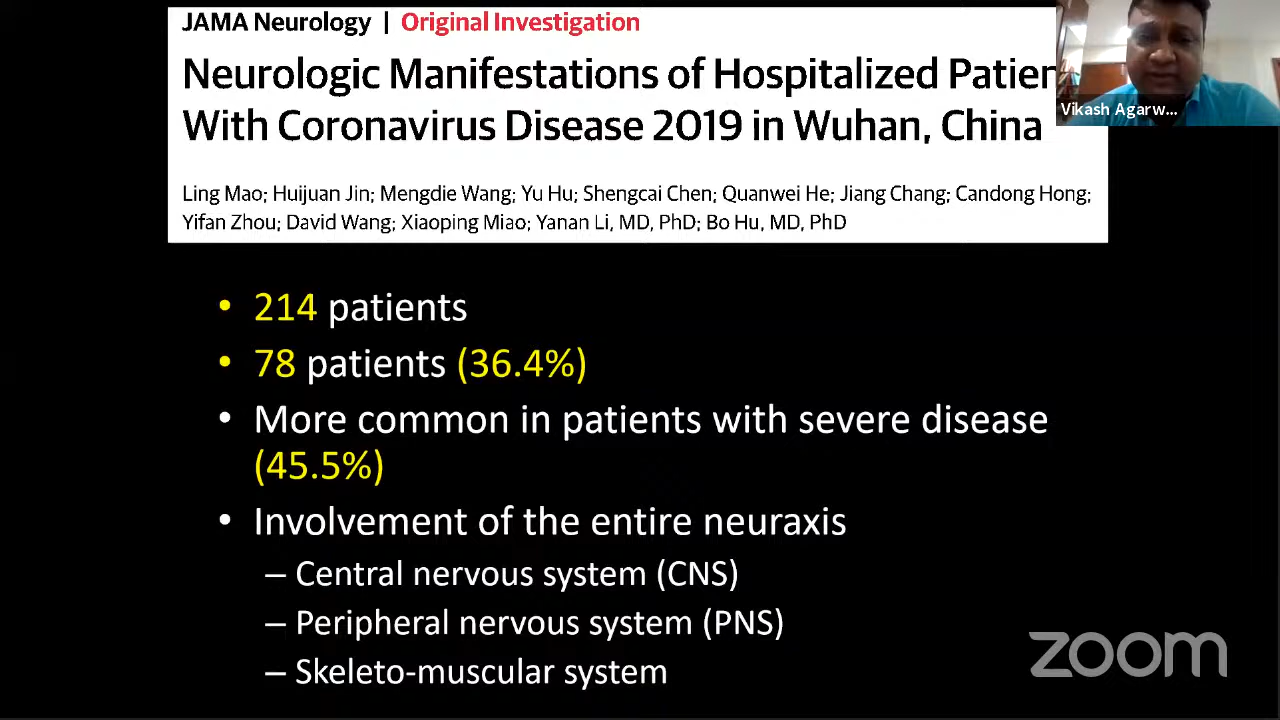 JAMA Neurology | Original Investigation
Neurologic Manifestations of Hospitalized Patien
With Coronavirus Disease 2019 in Wuhan, China
Vikash Agarw...
Ling Mao; Huijuan Jin; Mengdie Wang; Yu Hu; Shengcai Chen; Quanwei He; Jiang Chang; Candong Hong;
Yifan Zhou; David Wang; Xiaoping Miao; Yanan Li, MD, PhD; Bo Hu, MD, PhD
• 214 patients
• 78 patients (36.4%)
• More common in patients with severe disease
(45.5%)
• Involvement of the entire neuraxis
– Central nervous system (CNS)
– Peripheral nervous system (PNS)
– Skeleto-muscular system
zoom